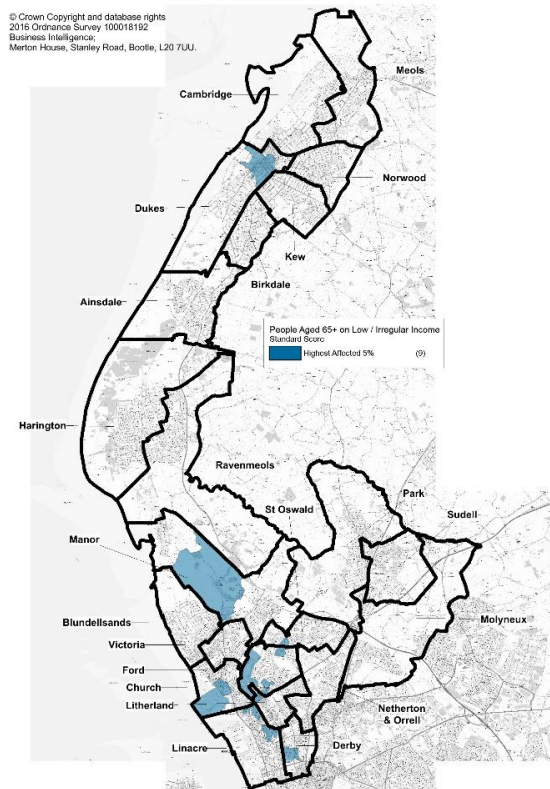 © Crown Copyright and database rights
2016 Ordnance Survey 100018192
Business Intelligence;
Merton House, Stanley Road, Bootle, L20 7UU.
Meols
Cambridge
Norwood
Dukes
Kew
Birkdale
Ainsdale
People Aged 65+ on Low / Irregular Income
Standard Score
Highest Affected 5% (9)
Harington
Ravenmeols
Park
St Oswald
Sudell
Manor
Blundellsands
Molyneux
Victoria
Ford
Church
Litherland
Netherton
& Orrell
Linacre
Derby